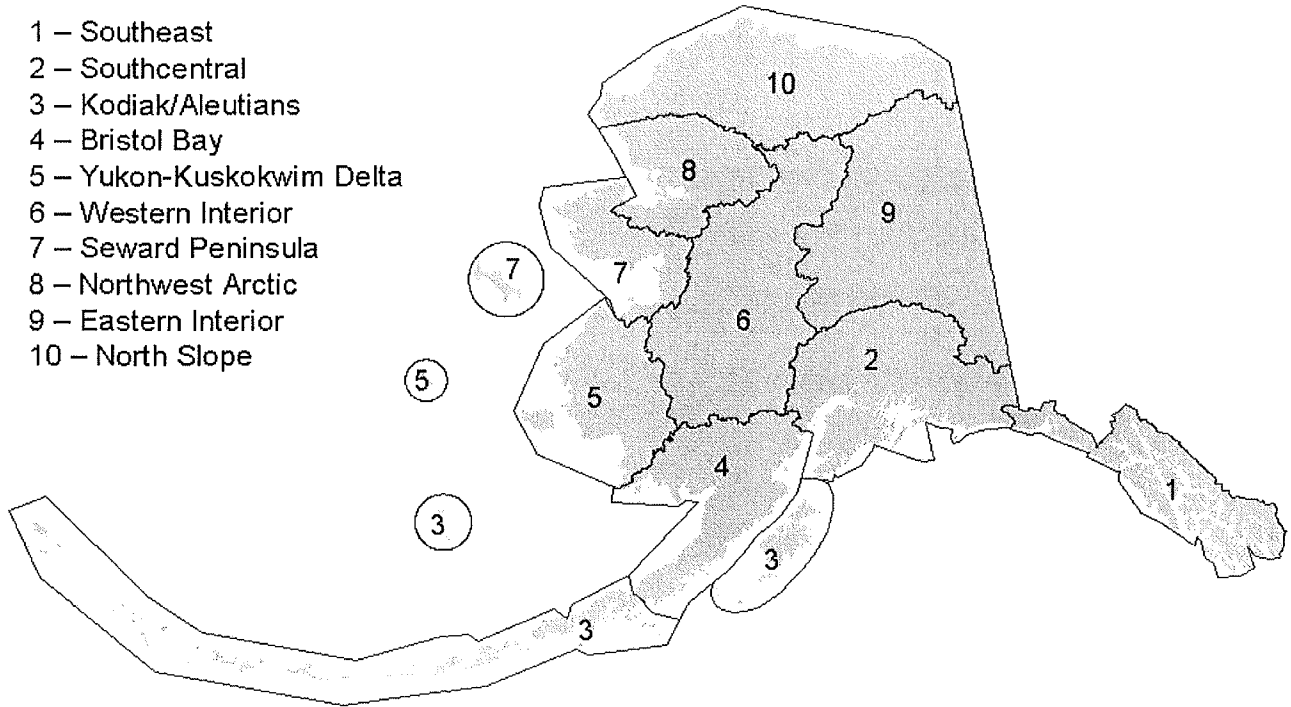 1 – Southeast
2 – Southcentral
3 – Kodiak/Aleutians
4 – Bristol Bay
5 – Yukon-Kuskokwim Delta
6 – Western Interior
7 – Seward Peninsula
8 – Northwest Arctic
9 – Eastern Interior
10 – North Slope
10
8
9
7
7
6
2
5
5
4
1
3
3
3